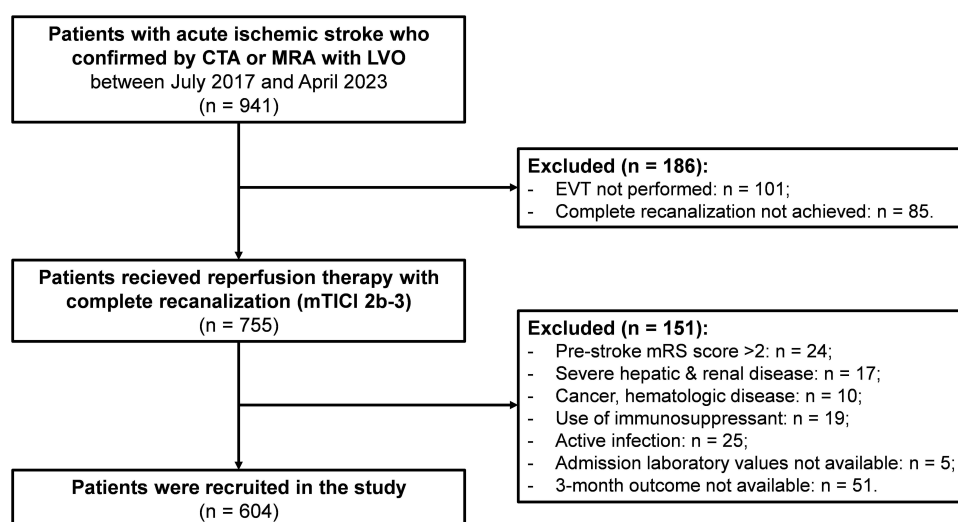 Patients with acute ischemic stroke who
confirmed by CTA or MRA with LVO
between July 2017 and April 2023
(n = 941)
Excluded (n = 186):
- EVT not performed: n = 101;
- Complete recanalization not achieved: n = 85.
Patients recieved reperfusion therapy with
complete recanalization (mTICI 2b-3)
(n = 755)
Excluded (n = 151):
- Pre-stroke mRS score >2: n = 24;
- Severe hepatic & renal disease: n = 17;
- Cancer, hematologic disease: n = 10;
- Use of immunosuppressant: n = 19;
- Active infection: n = 25;
- Admission laboratory values not available: n = 5;
- 3-month outcome not available: n = 51.
Patients were recruited in the study
(n = 604)